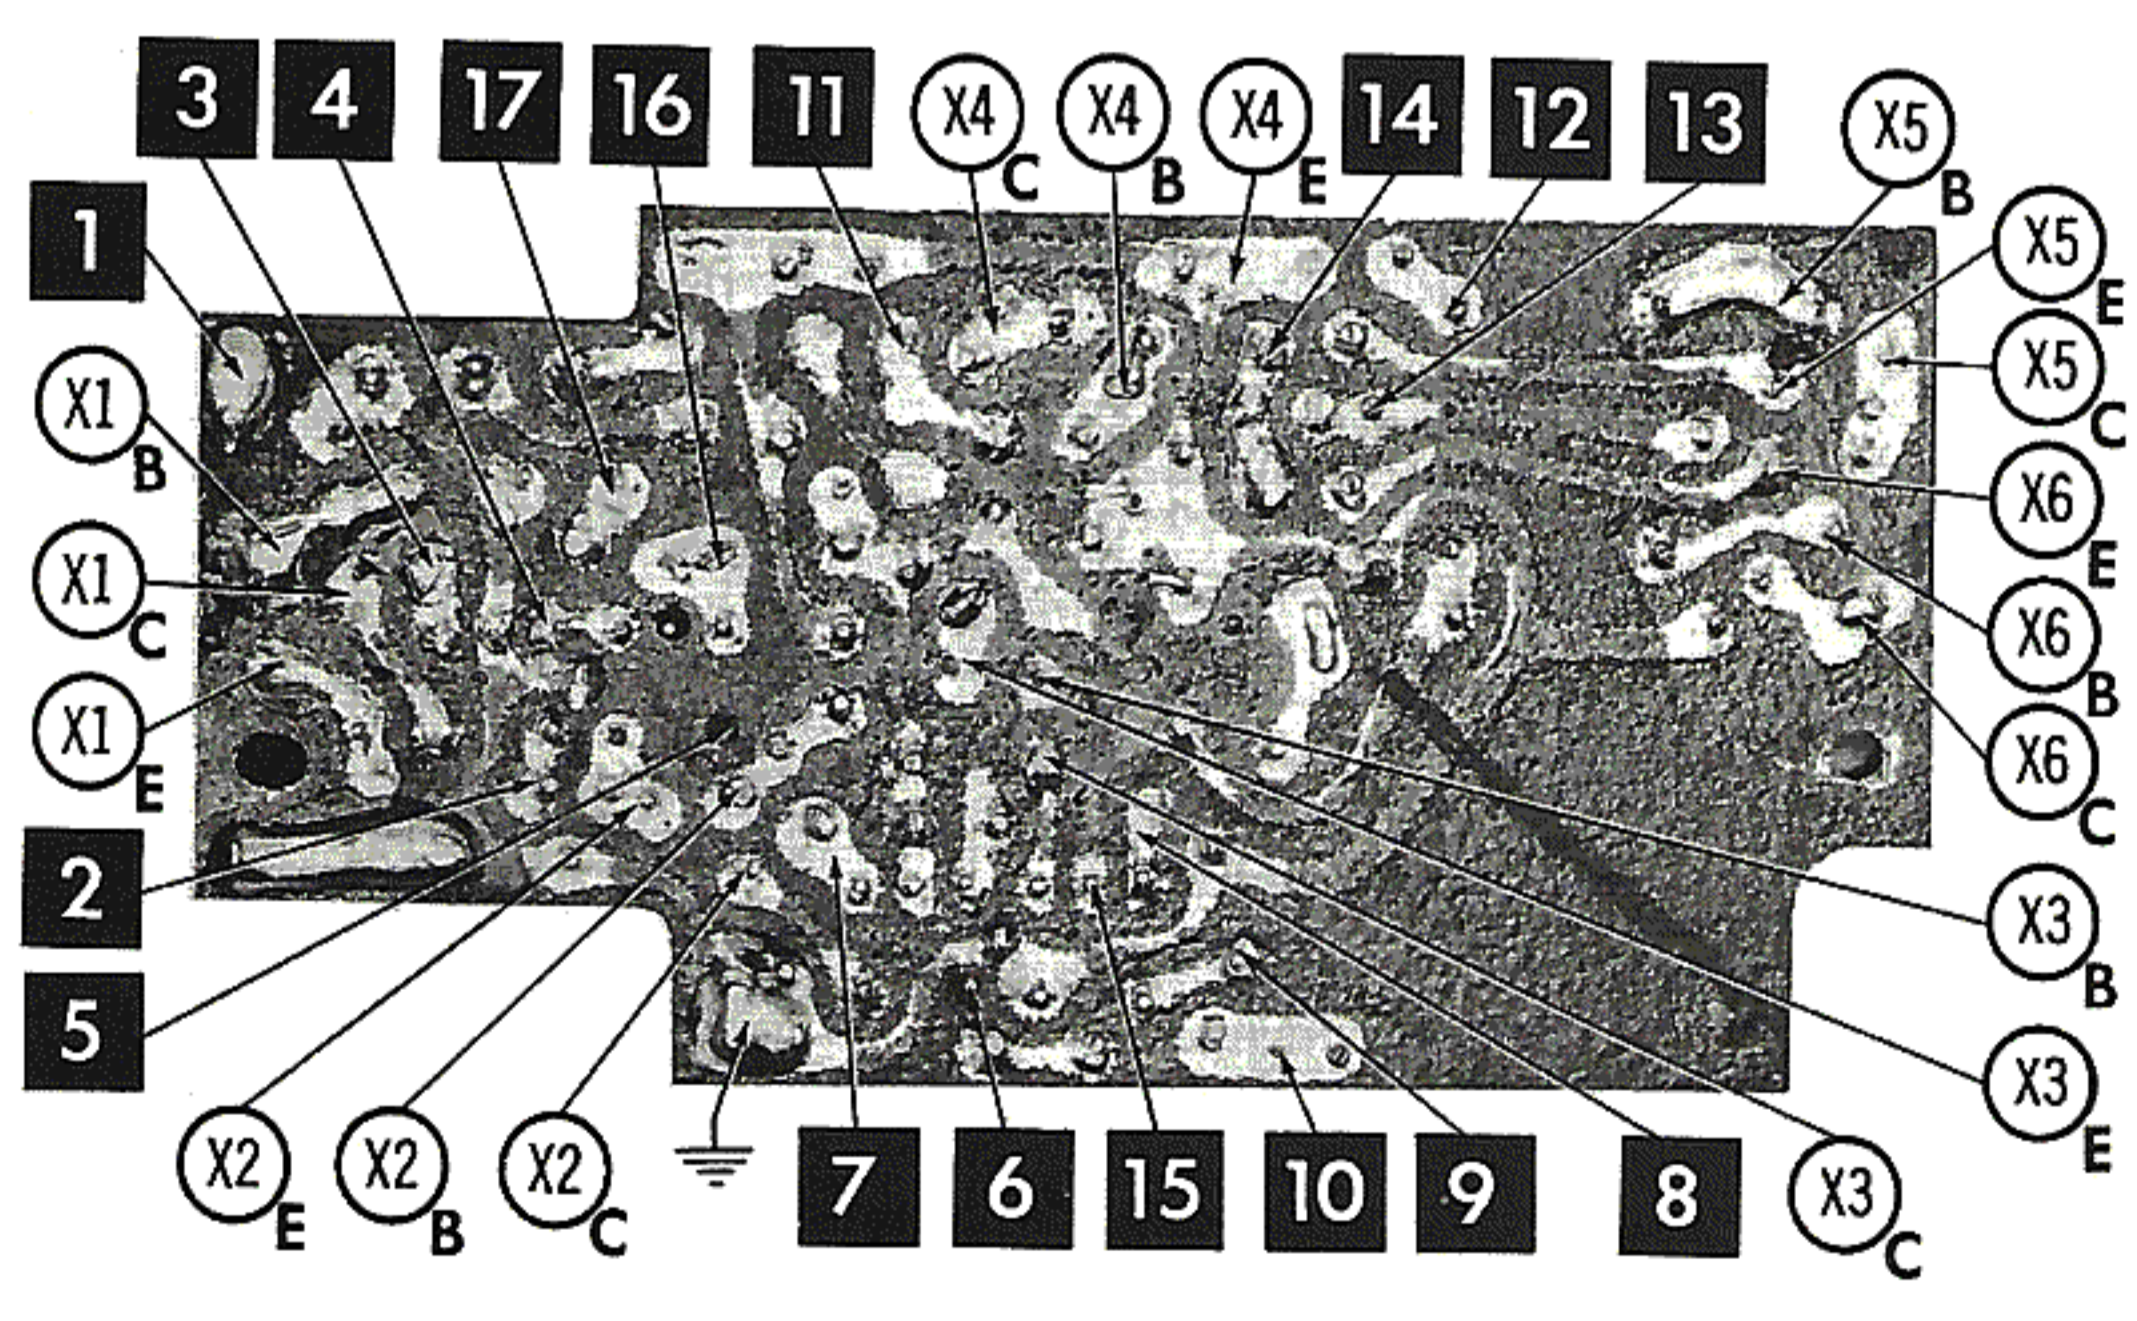 3 4 17 16 11 X4 C X4 B X4 E 14 12 13 X5 B
1
X5 E
X1 B
X5 C
X1 C
X6 E
X1 E
X6 B
X6 C
2
X3 B
5
X3 E
X2 E X2 B X2 C 7 6 15 10 9 8 X3 C